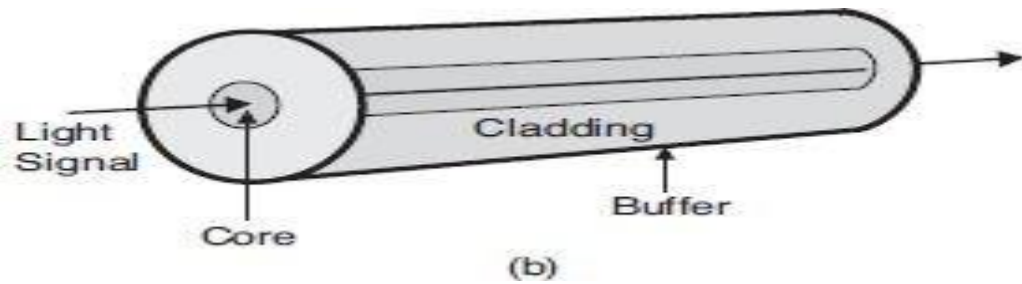 Light
Signal
Cladding
Buffer
Core
(b)